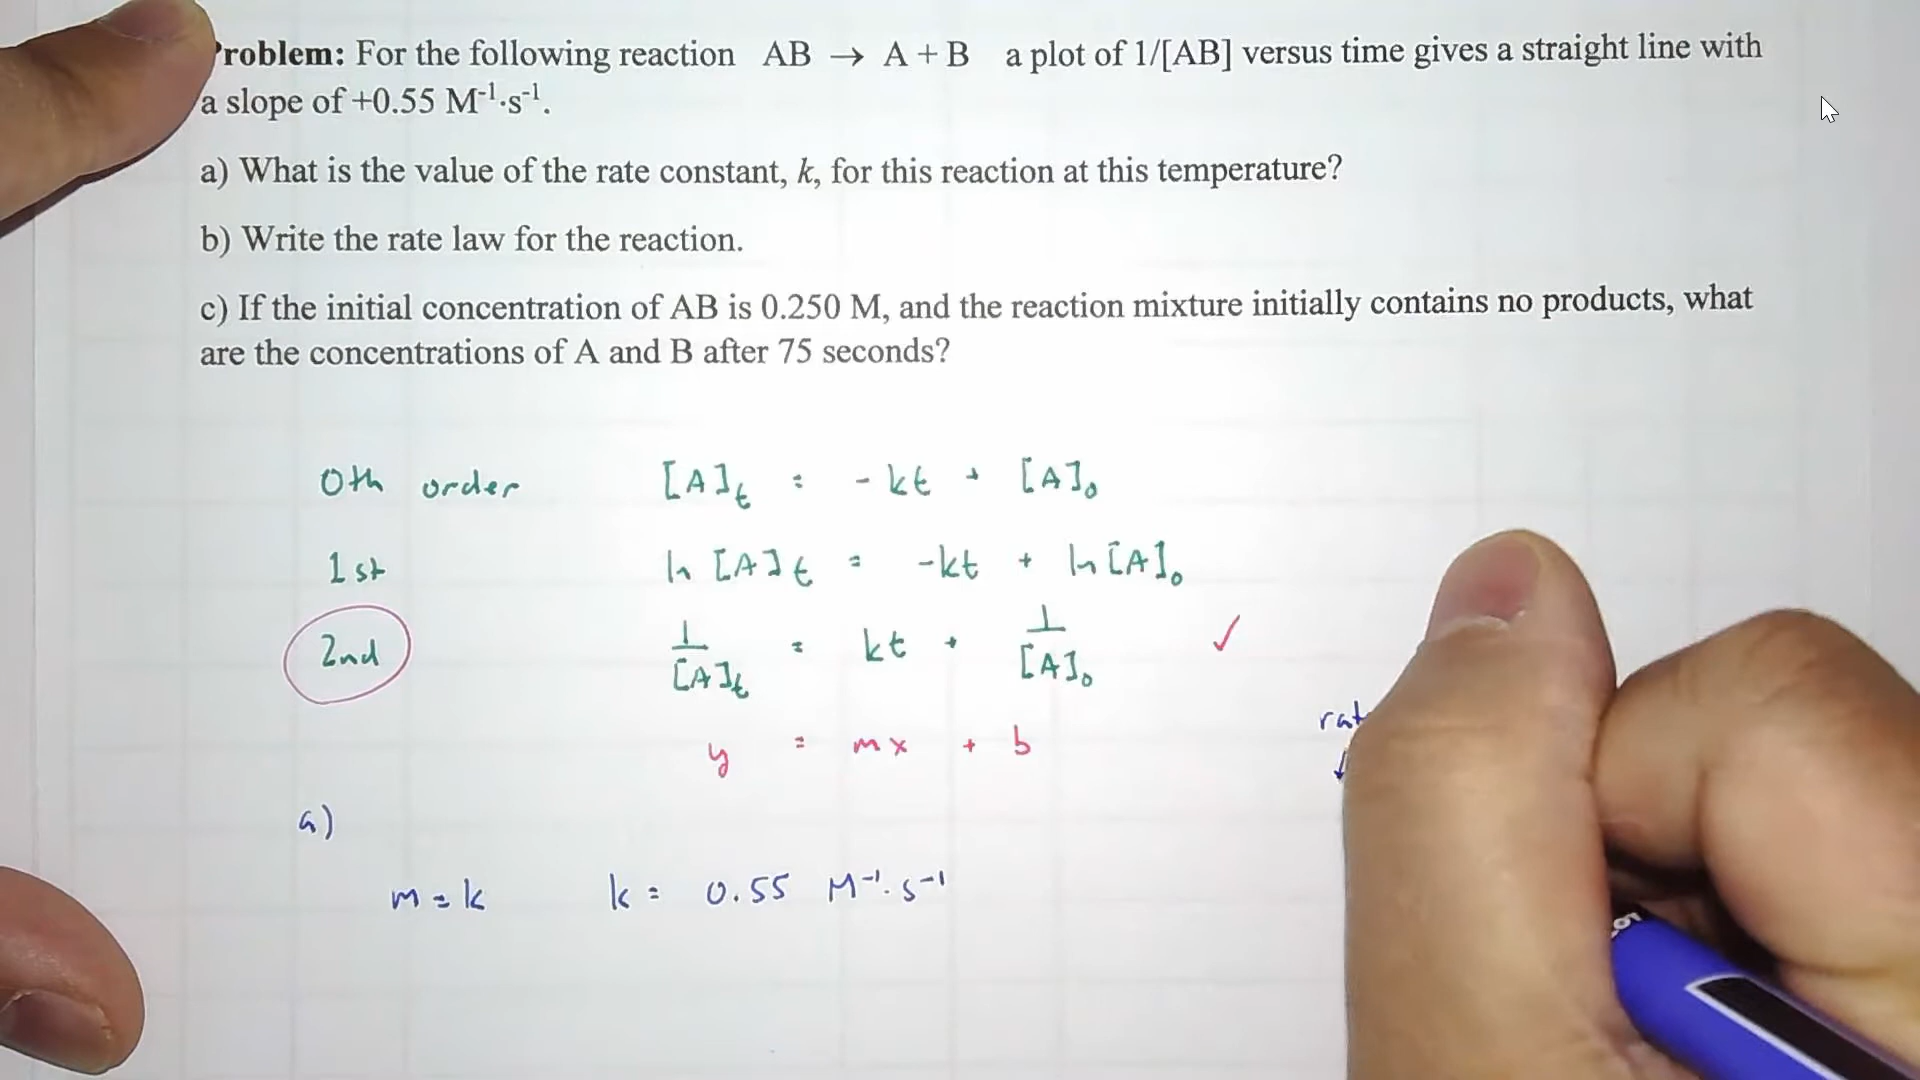 roblem: For the following reaction AB → A + B a plot of 1/[AB] versus time gives a straight line with
a slope of +0.55 M⁻¹·s⁻¹.
a) What is the value of the rate constant, k, for this reaction at this temperature?
b) Write the rate law for the reaction.
c) If the initial concentration of AB is 0.250 M, and the reaction mixture initially contains no products, what
are the concentrations of A and B after 75 seconds?
0th order [A]t = -kt + [A]₀
1st ln [A]t = -kt + ln [A]₀
2nd 1/[A]t = kt + 1/[A]₀ ✓
rat
y = mx + b
a)
m = k k = 0.55 M⁻¹·s⁻¹